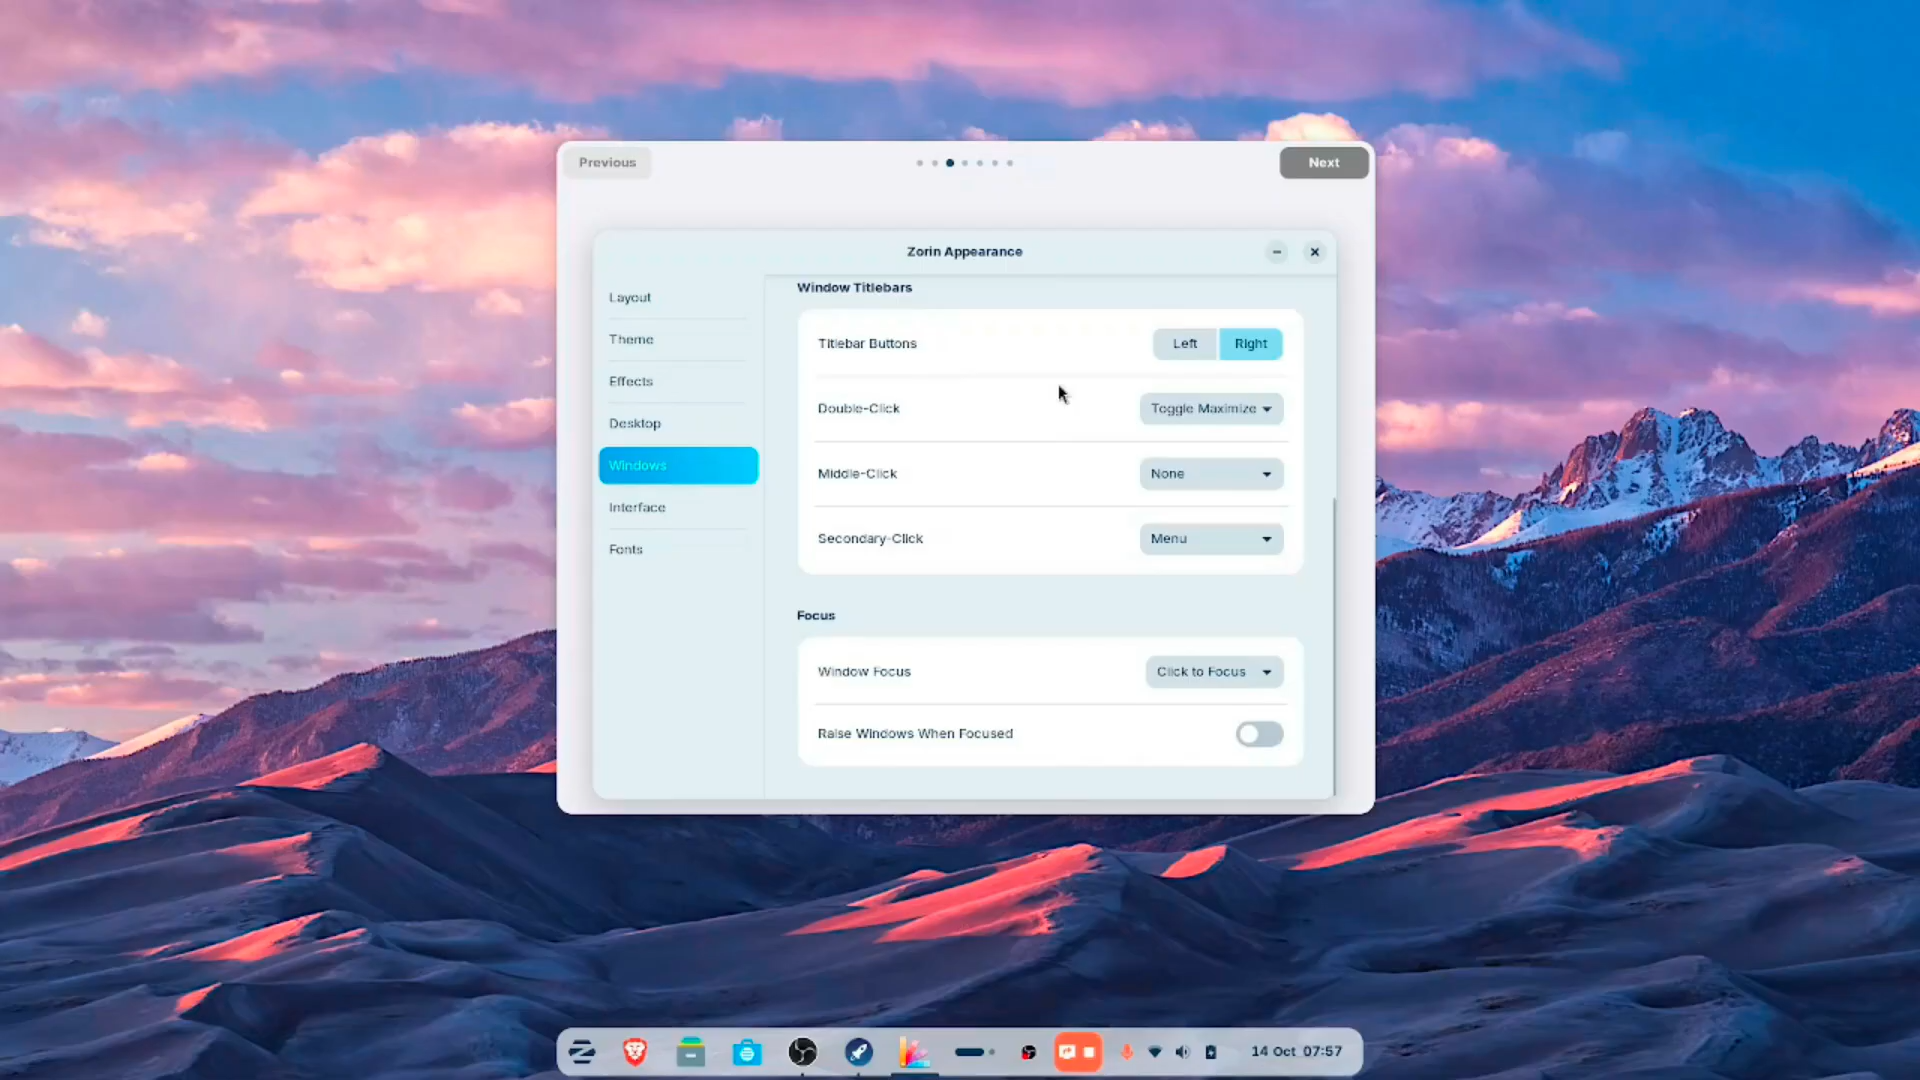 Previous
Next
Zorin Appearance
Layout
Theme
Effects
Desktop
Windows
Interface
Fonts
Window Titlebars
Titlebar Buttons
Left
Right
Double-Click
Toggle Maximize
Middle-Click
None
Secondary-Click
Menu
Focus
Window Focus
Click to Focus
Raise Windows When Focused
14 Oct 07:57